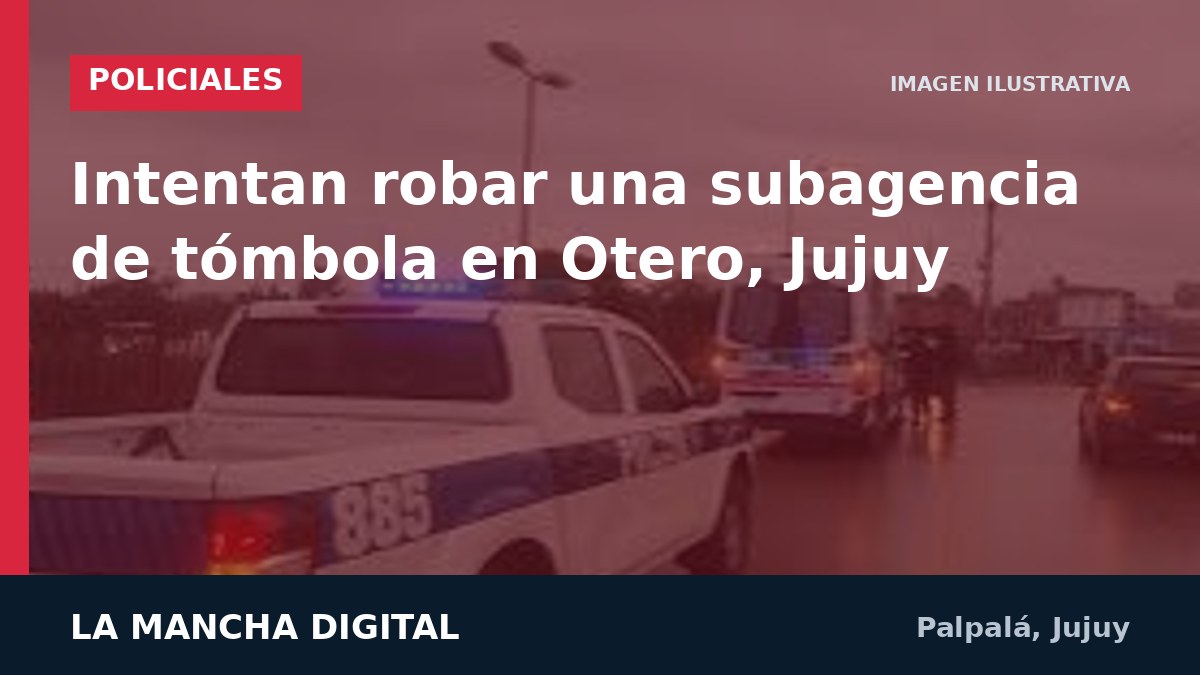 POLICIALES
IMAGEN ILUSTRATIVA
Intentan robar una subagencia
de tómbola en Otero, Jujuy
885
LA MANCHA DIGITAL
Palpalá, Jujuy